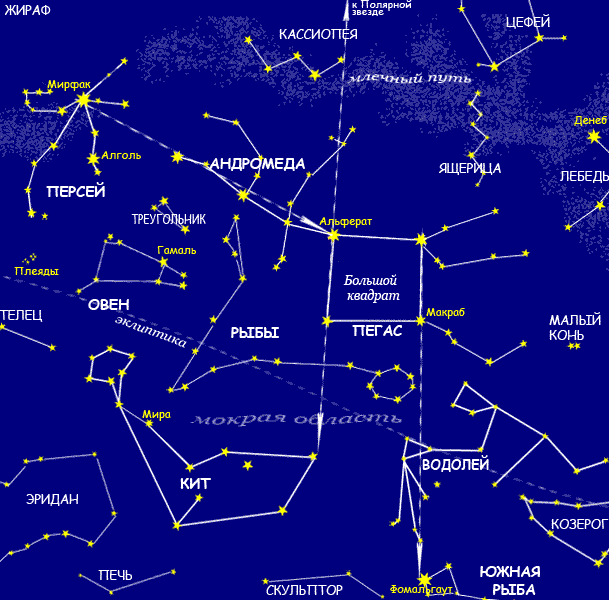 ЖИРАФ
к Полярной
звезде
ЦЕФЕЙ
КАССИОПЕЯ
млечный путь
Мирфак
Денеб
Алголь
АНДРОМЕДА
ЯЩЕРИЦА
ЛЕБЕДЬ
ПЕРСЕЙ
ТРЕУГОЛЬНИК
Альферат
Гамаль
Плеяды
Большой
квадрат
ОВЕН
ТЕЛЕЦ
эклиптика
РЫБЫ
ПЕГАС
Макраб
МАЛЫЙ
КОНЬ
Мира
мокрая область
ВОДОЛЕЙ
КИТ
ЭРИДАН
КОЗЕРОГ
ПЕЧЬ
СКУЛЬПТОР
Фомальгаут
ЮЖНАЯ
РЫБА